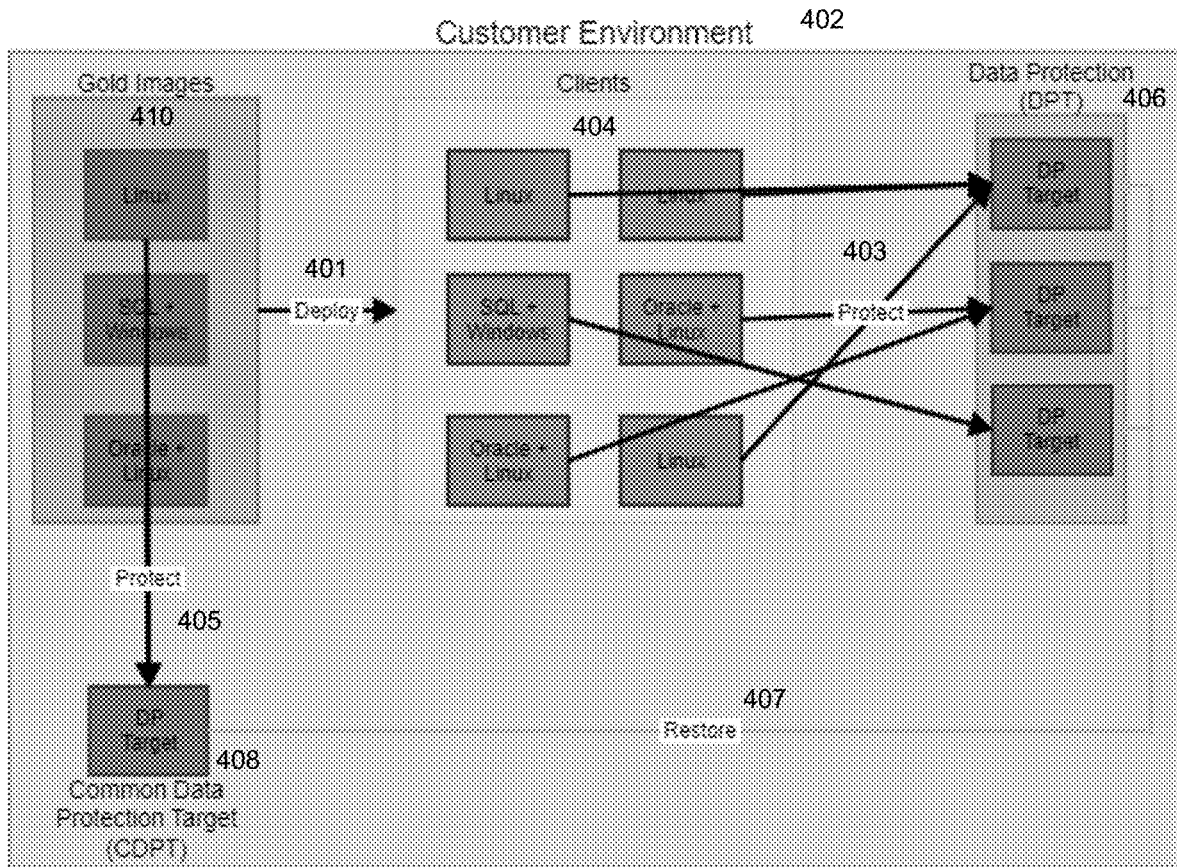 Customer Environment 402
Gold Images
410
Linux
SQL +
Windows
Oracle +
Linux
401
Deploy
Protect
405
DP
Target
408
Common Data
Protection Target
(CDPT)
Clients
404
Linux
Linux
SQL +
Windows
Oracle +
Linux
Oracle +
Linux
Linux
403
Protect
Data Protection
(DPT)
406
DP
Target
DP
Target
DP
Target
407
Restore